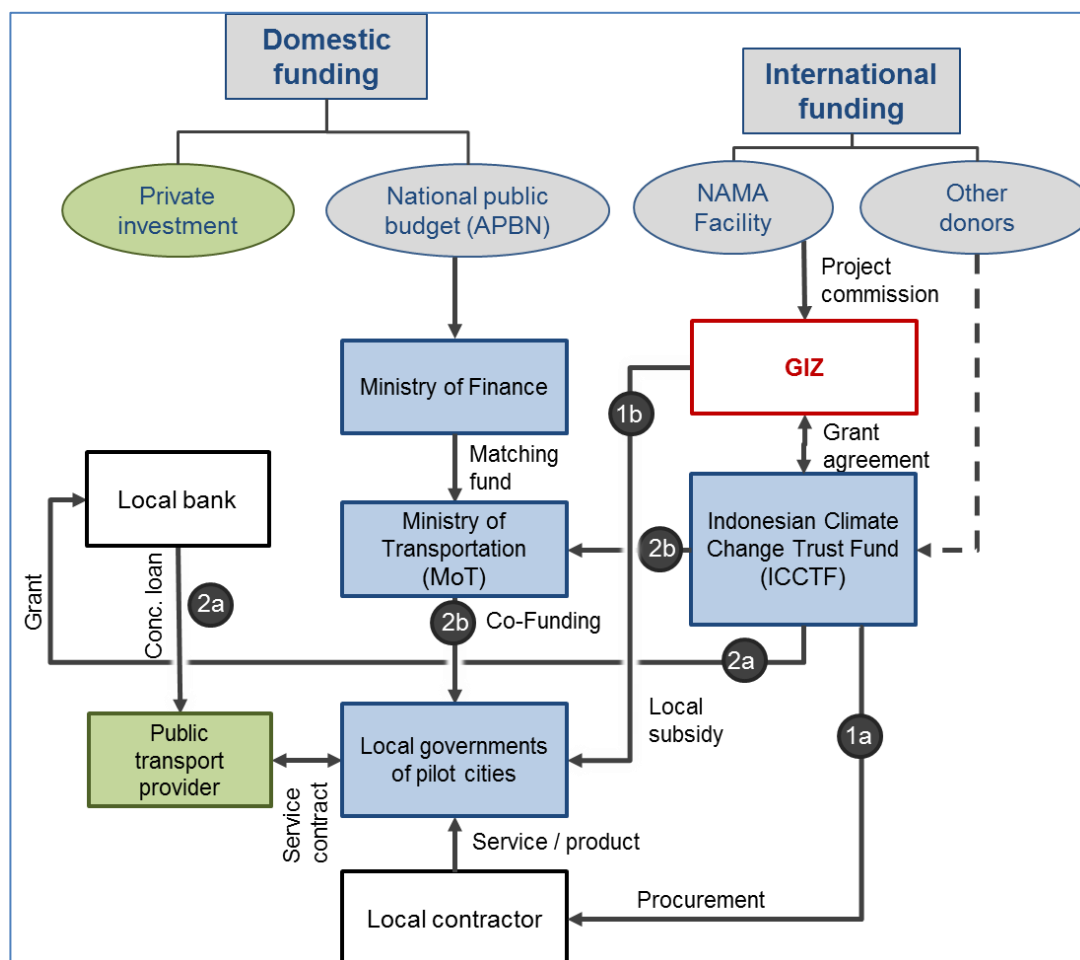 Domestic
funding
International
funding
Private
investment
National public
budget (APBN)
NAMA
Facility
Other
donors
Project
commission
Ministry of Finance
GIZ
1b
Matching
fund
Grant
agreement
Local bank
Ministry of
Transportation
(MoT)
2b
Indonesian Climate
Change Trust Fund
(ICCTF)
Grant
Conc. loan
2a
2b
Co-Funding
2a
Public
transport
provider
Service
contract
Local governments
of pilot cities
Local
subsidy
1a
Service / product
Local contractor
Procurement